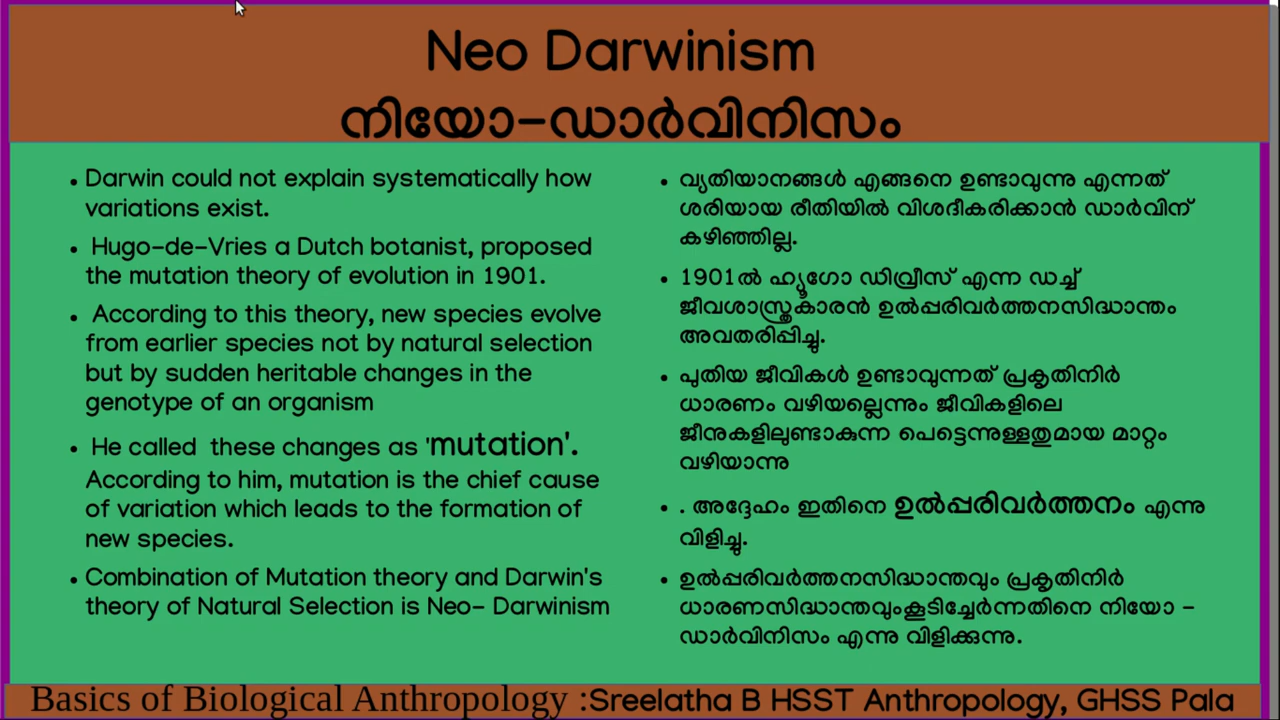 Neo Darwinism
നിയോ-ഡാർവിനിസം
• Darwin could not explain systematically how
variations exist.
• Hugo-de-Vries a Dutch botanist, proposed
the mutation theory of evolution in 1901.
• According to this theory, new species evolve
from earlier species not by natural selection
but by sudden heritable changes in the
genotype of an organism
• He called these changes as 'mutation'.
According to him, mutation is the chief cause
of variation which leads to the formation of
new species.
• Combination of Mutation theory and Darwin's
theory of Natural Selection is Neo- Darwinism
• വ്യതിയാനങ്ങൾ എങ്ങനെ ഉണ്ടാവുന്നു എന്നത്
ശരിയായ രീതിയിൽ വിശദീകരിക്കാൻ ഡാർവിന്
കഴിഞ്ഞില്ല.
• 1901ൽ ഹ്യൂഗോ ഡിവ്രീസ് എന്ന ഡച്ച്
ജീവശാസ്ത്രകാരൻ ഉൽപ്പരിവർത്തനസിദ്ധാന്തം
അവതരിപ്പിച്ചു.
• പുതിയ ജീവികൾ ഉണ്ടാവുന്നത് പ്രകൃതിനിർ
ധാരണം വഴിയല്ലെന്നും ജീവികളിലെ
ജീനുകളിലുണ്ടാകുന്ന പെട്ടെന്നുള്ളതുമായ മാറ്റം
വഴിയാന്നു
• . അദ്ദേഹം ഇതിനെ ഉൽപ്പരിവർത്തനം എന്നു
വിളിച്ചു.
• ഉൽപ്പരിവർത്തനസിദ്ധാന്തവും പ്രകൃതിനിർ
ധാരണസിദ്ധാന്തവുംകൂടിച്ചേർന്നതിനെ നിയോ -
ഡാർവിനിസം എന്നു വിളിക്കുന്നു.
Basics of Biological Anthropology :Sreelatha B HSST Anthropology, GHSS Pala